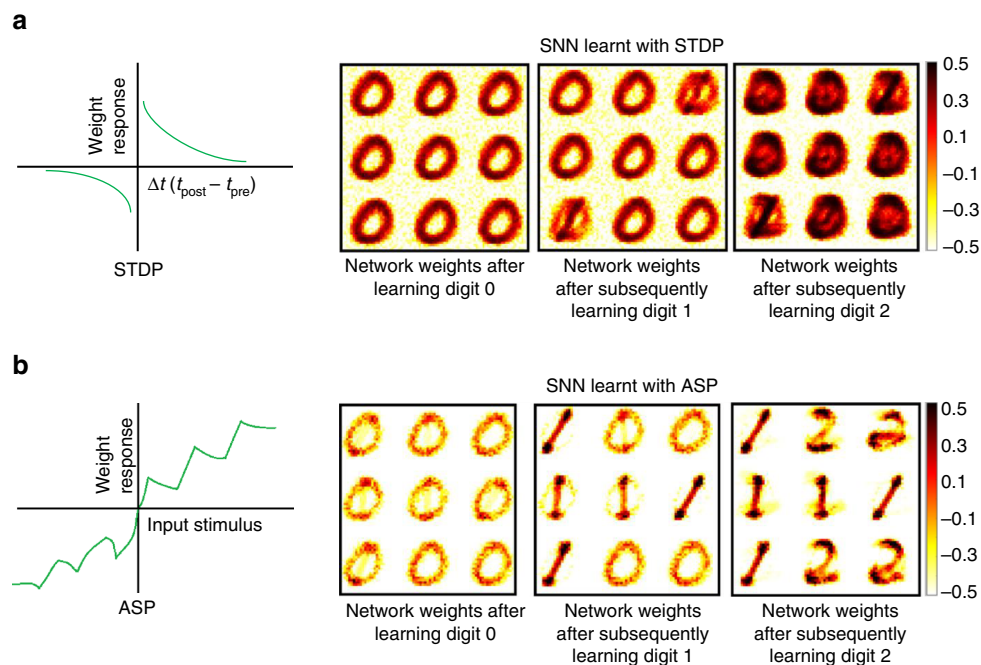 a
Weight
response
Δt (tpost – tpre)
STDP
SNN learnt with STDP
0.5
0.3
0.1
–0.1
–0.3
–0.5
Network weights after
learning digit 0
Network weights
after subsequently
learning digit 1
Network weights
after subsequently
learning digit 2
b
Weight
response
Input stimulus
ASP
SNN learnt with ASP
0.5
0.3
0.1
–0.1
–0.3
–0.5
Network weights after
learning digit 0
Network weights
after subsequently
learning digit 1
Network weights
after subsequently
learning digit 2